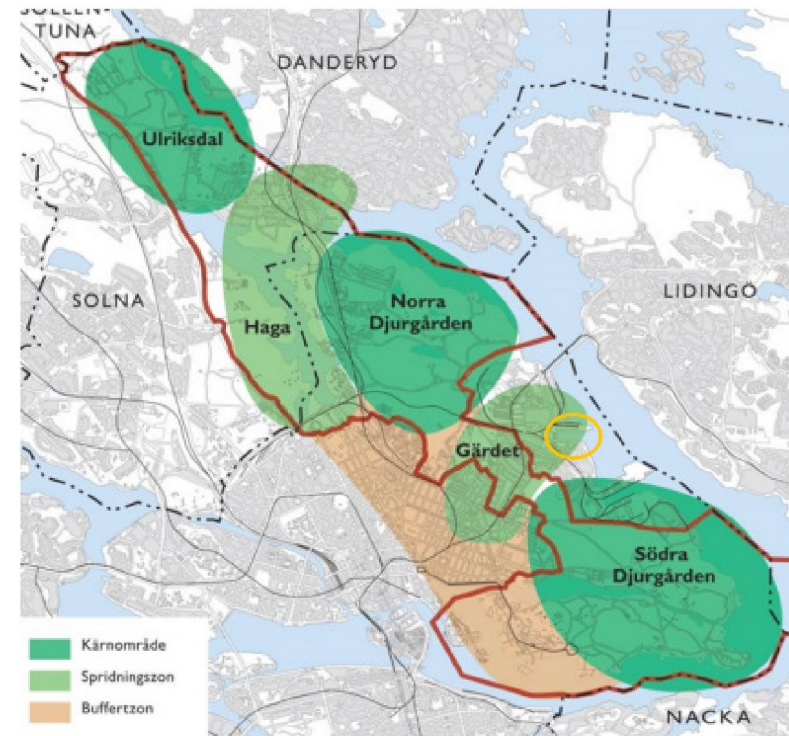 SOLLEN-
TUNA
DANDERYD
Ulriksdal
SOLNA
Haga
Norra
Djurgården
LIDINGÖ
Gärdet
Södra
Djurgården
Kärnområde
Spridningszon
Buffertzon
NACKA